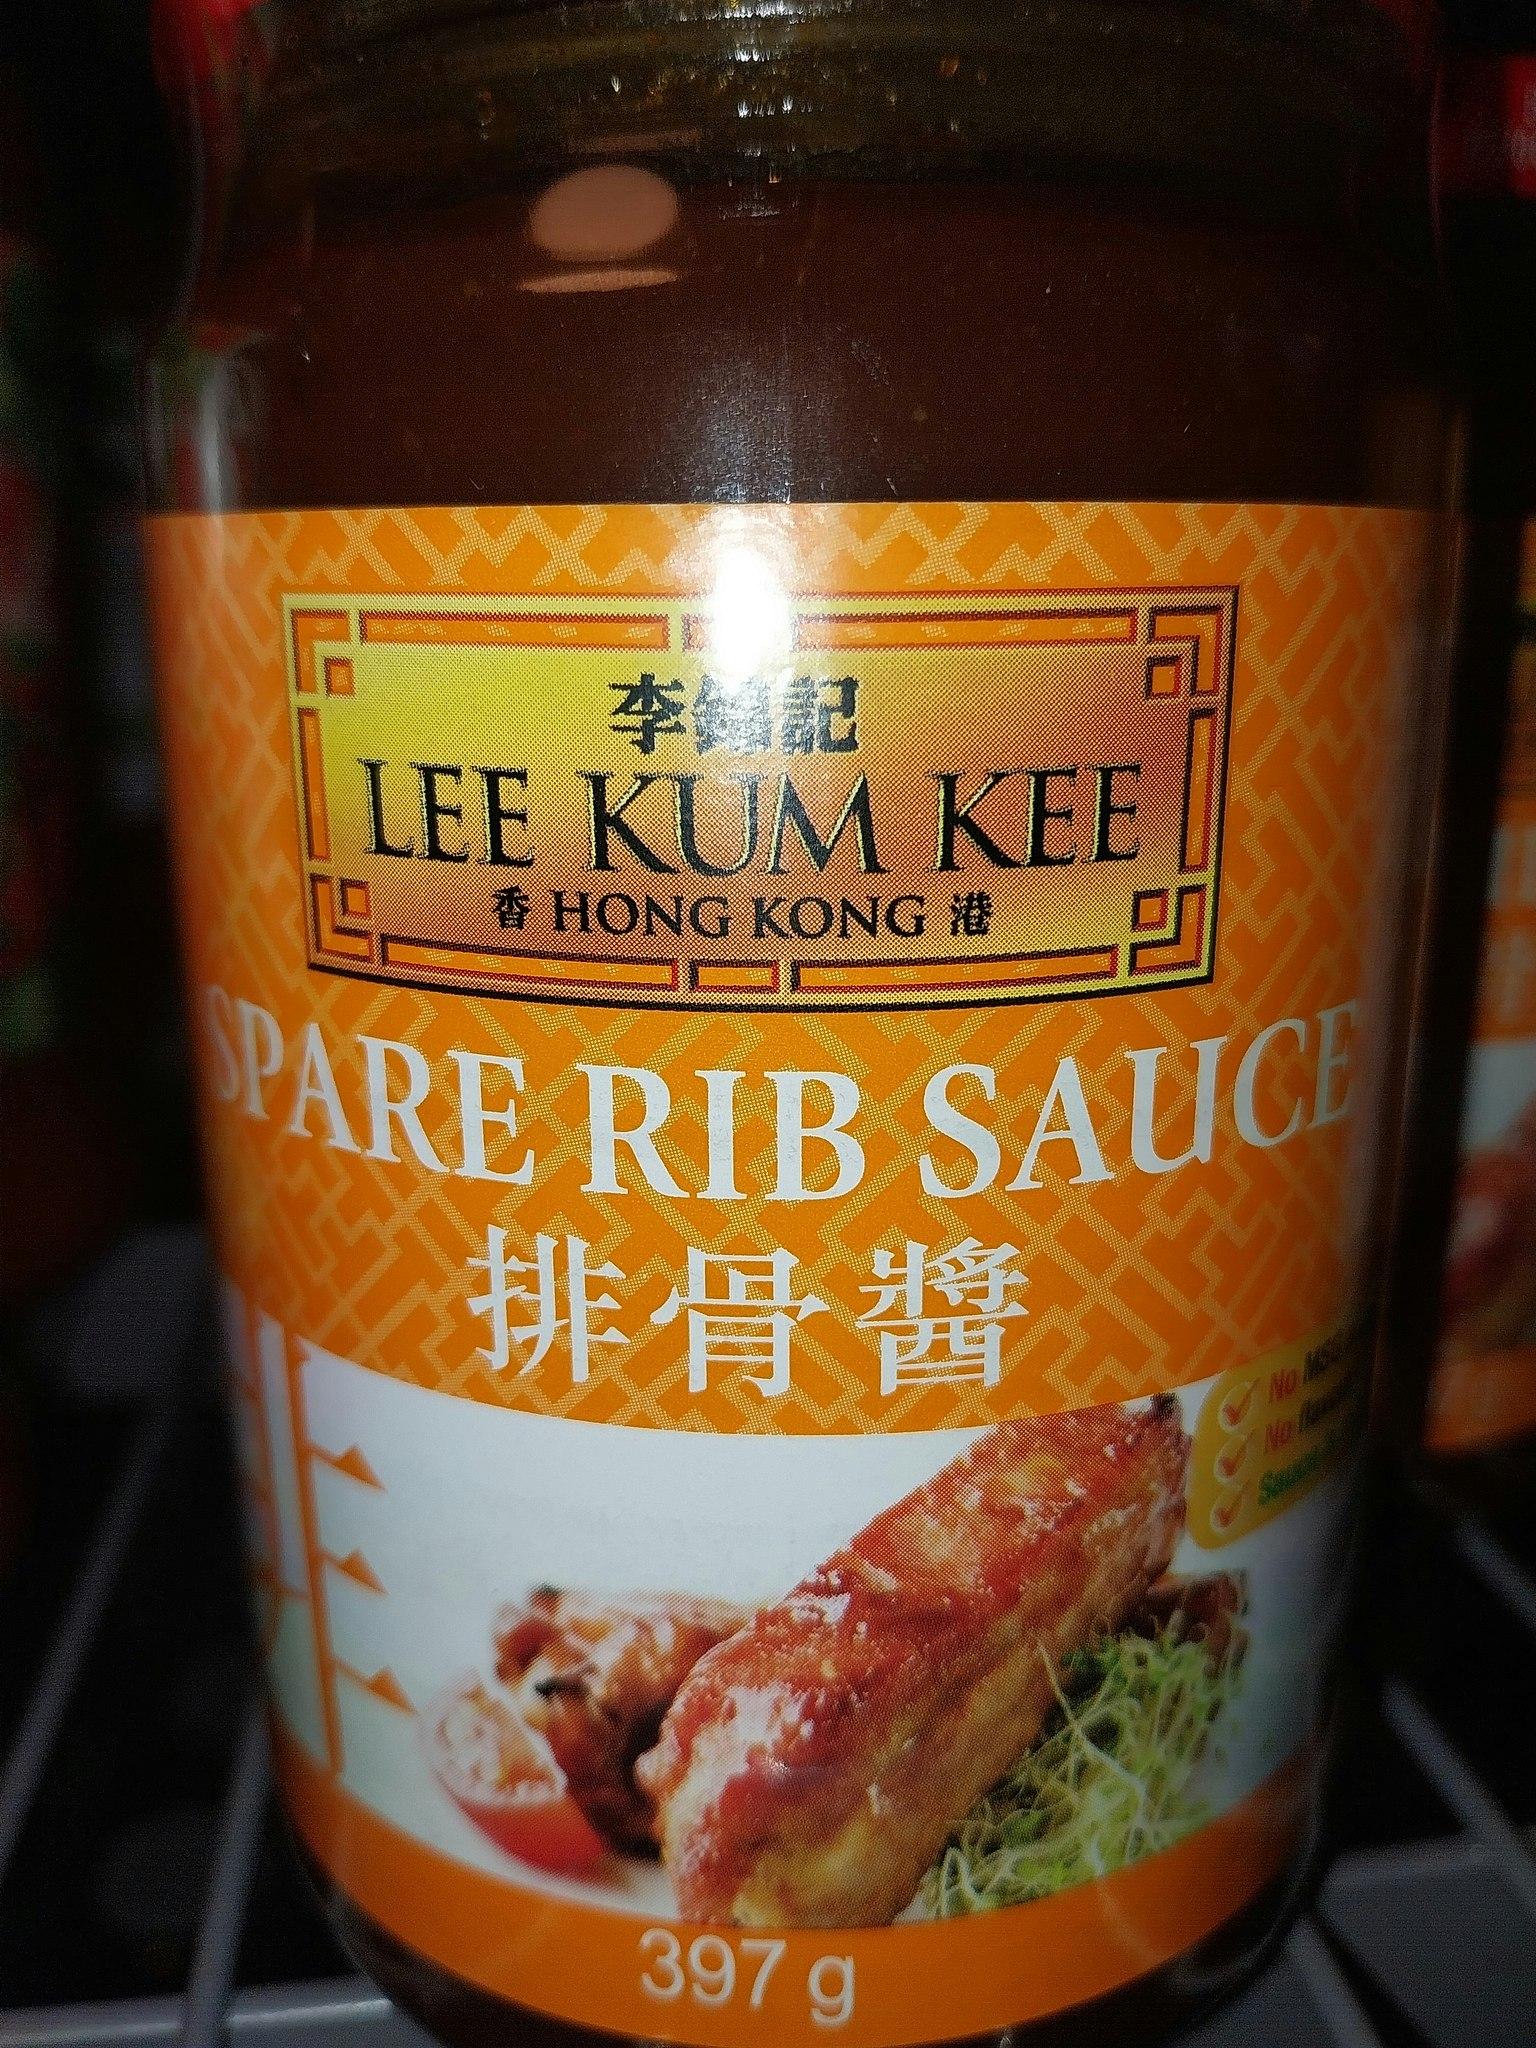 李錦記
LEE KUM KEE
香 HONG KONG 港
SPARE RIB SAUCE
排骨醬
No MSG
No
397 g